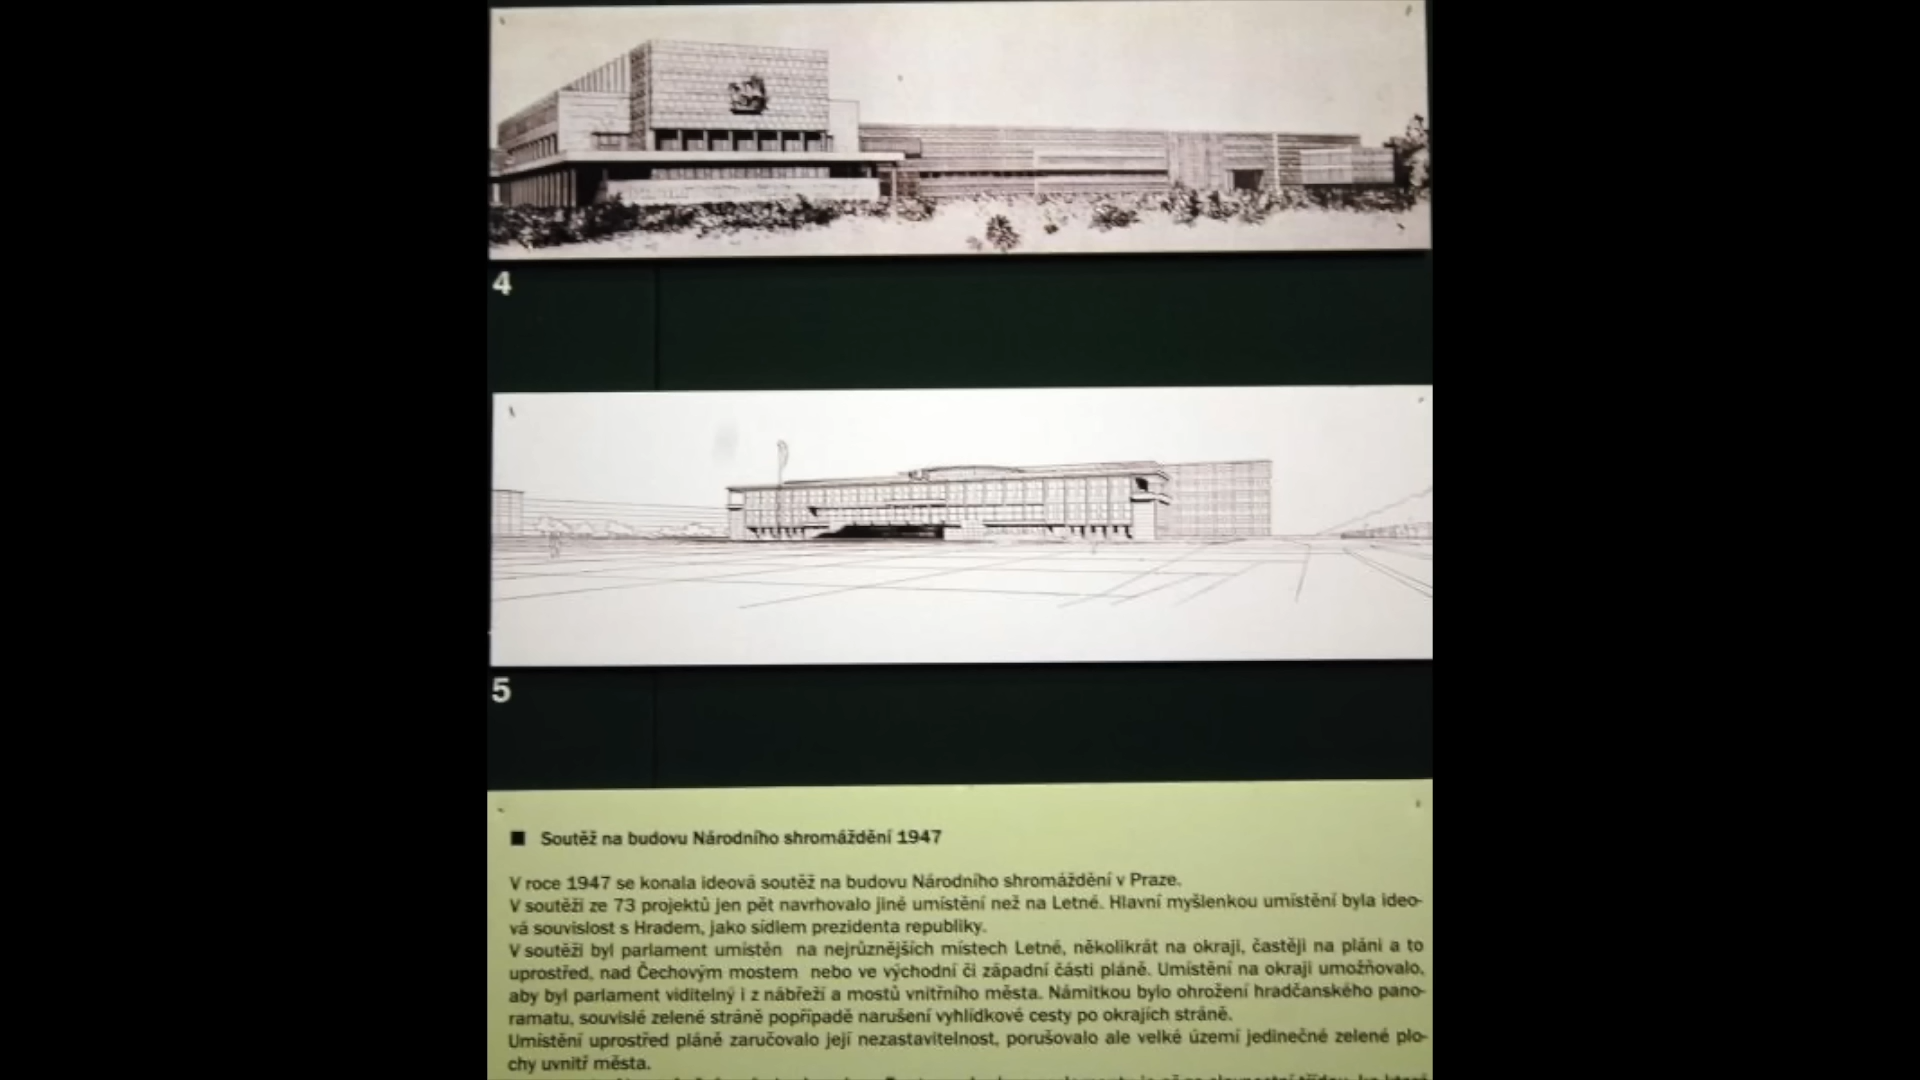 4
5
■ Soutěž na budovu Národního shromáždění 1947
V roce 1947 se konala ideová soutěž na budovu Národního shromáždění v Praze.
V soutěži ze 73 projektů jen pět navrhovalo jiné umístění než na Letné. Hlavní myšlenkou umístění byla ideo-
vá souvislost s Hradem, jako sídlem prezidenta republiky.
V soutěži byl parlament umístěn na nejrůznějších místech Letné, několikrát na okraji, častěji na pláni a to
uprostřed, nad Čechovým mostem nebo ve východní či západní části pláně. Umístění na okraji umožňovalo,
aby byl parlament viditelný i z nábřeží a mostů vnitřního města. Námitkou bylo ohrožení hradčanského pano-
ramatu, souvislé zelené stráně popřípadě narušení vyhlídkové cesty po okrajích stráně.
Umístění uprostřed pláně zaručovalo její nezastavitelnost, porušovalo ale velké území jedinečné zelené plo-
chy uvnitř města.